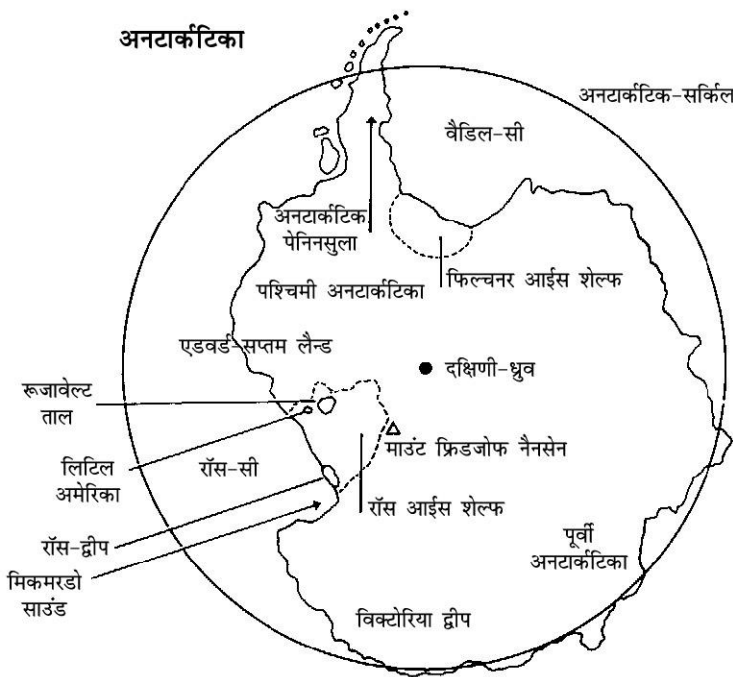 अनटार्कटिका
अनटार्कटिक-सर्किल
वैडिल-सी
अनटार्कटिक
पेनिनसुला
पश्चिमी अनटार्कटिका
फिल्चनर आईस शेल्फ
एडवर्ड-सप्तम लैन्ड
दक्षिणी-ध्रुव
रूजावेल्ट
ताल
माउंट फ्रिडजोफ नैनसेन
लिटिल
अमेरिका
रॉस-सी
रॉस आईस शेल्फ
रॉस-द्वीप
पूर्वी
अनटार्कटिका
मिकमरडो
साउंड
विक्टोरिया द्वीप